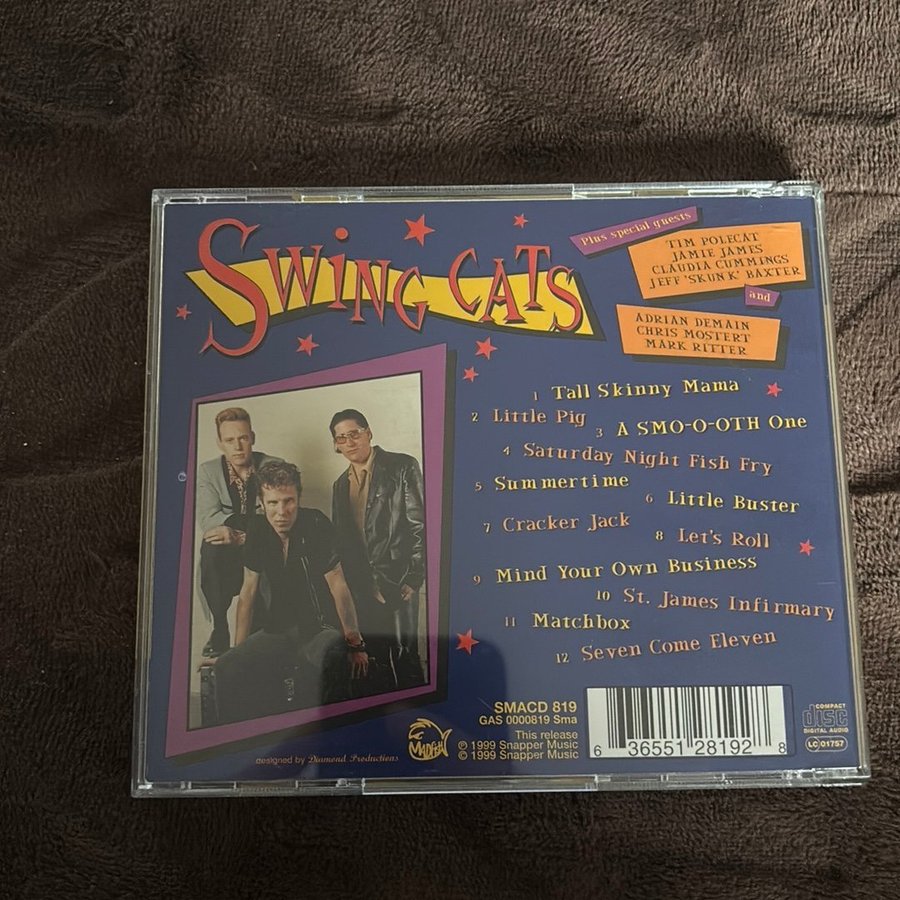 SWiNG CATS
Plus special guests
TIM POLECAT
JAMIE JAMES
CLAUDIA CUMMINGS
JEFF 'SKUNK' BAXTER
and
ADRIAN DEMAIN
CHRIS MOSTERT
MARK RITTER
1 Tall Skinny Mama
2 Little Pig
3 A SMO-O-OTH One
4 Saturday Night Fish Fry
5 Summertime
6 Little Buster
7 Cracker Jack
8 Let's Roll
9 Mind Your Own Business
10 St. James Infirmary
11 Matchbox
12 Seven Come Eleven
designed by Diamond Productions
MADFISH
SMACD 819
GAS 0000819 Sma
This release
℗ 1999 Snapper Music
© 1999 Snapper Music
6 36551 28192 8
COMPACT
disc
DIGITAL AUDIO
LC 01757